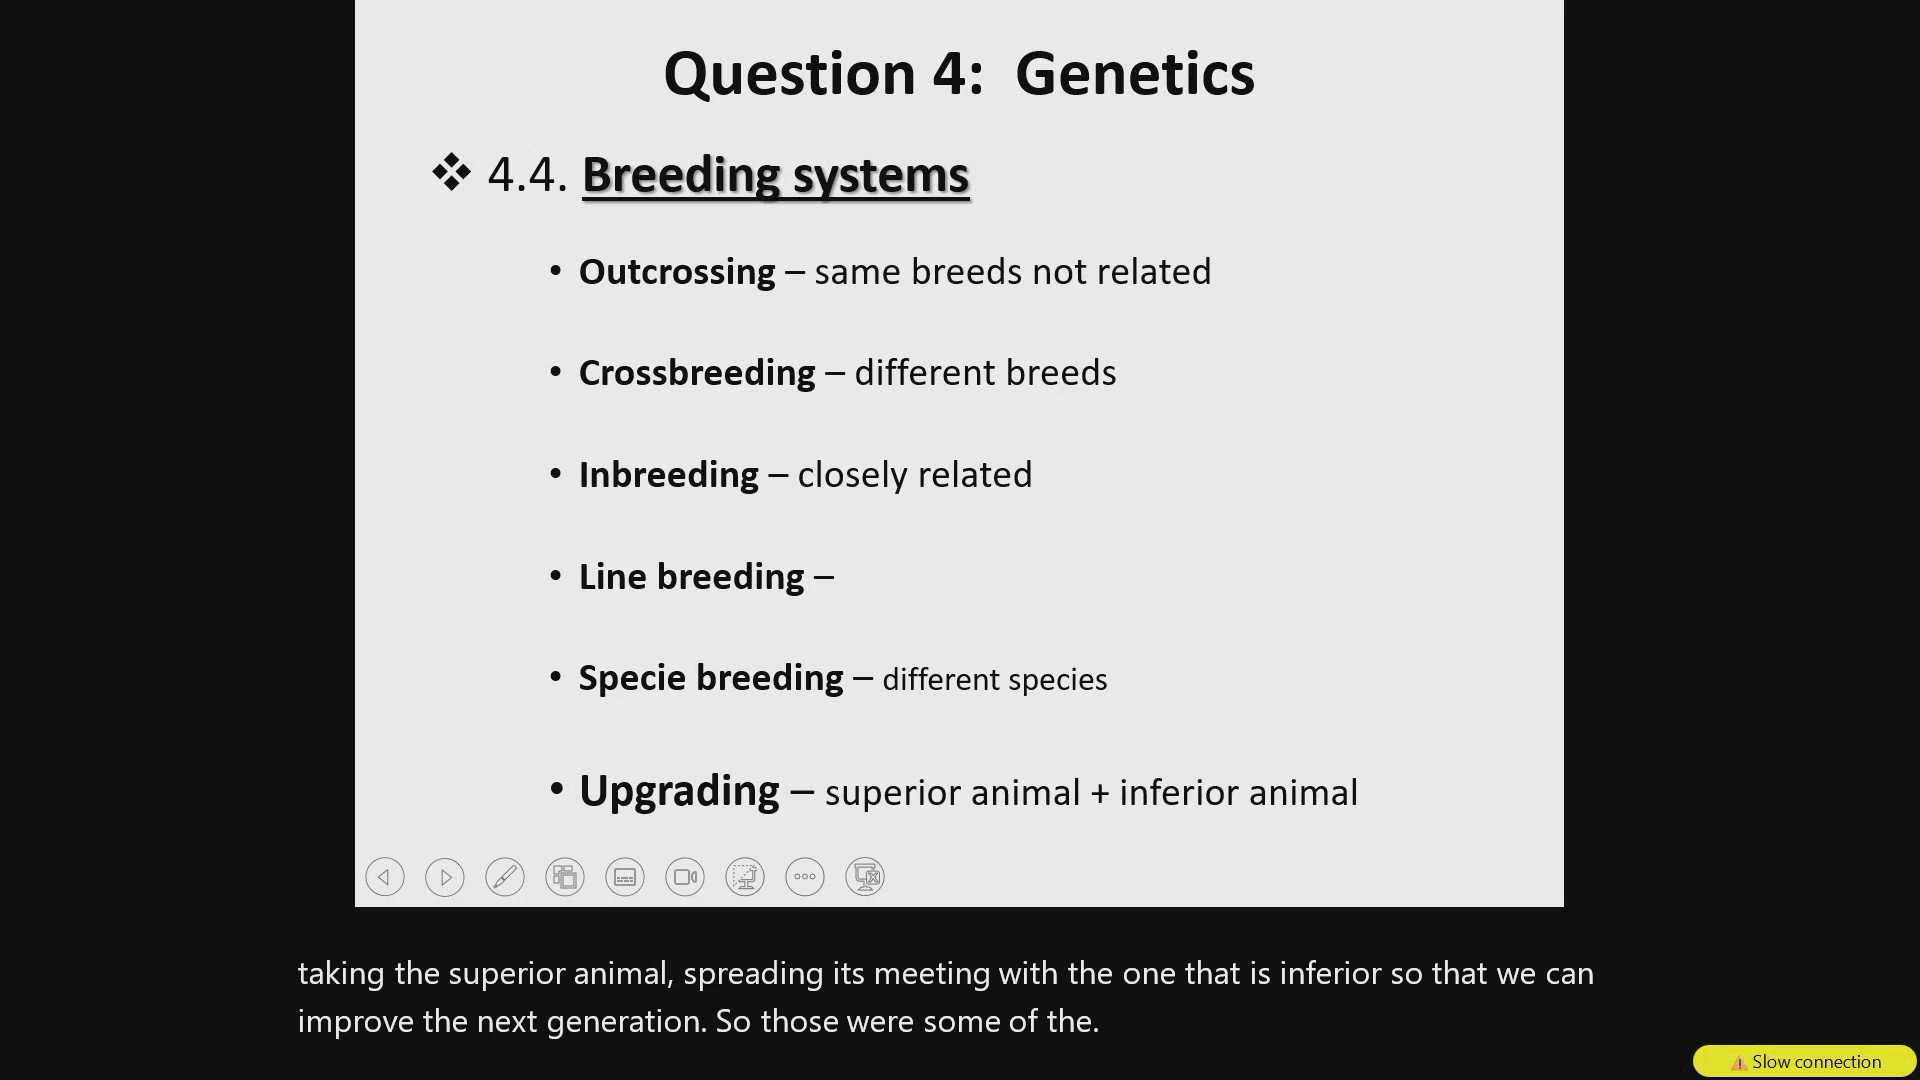 Question 4: Genetics
❖ 4.4. Breeding systems
• Outcrossing – same breeds not related
• Crossbreeding – different breeds
• Inbreeding – closely related
• Line breeding –
• Specie breeding – different species
• Upgrading – superior animal + inferior animal
taking the superior animal, spreading its meeting with the one that is inferior so that we can
improve the next generation. So those were some of the.
⚠ Slow connection